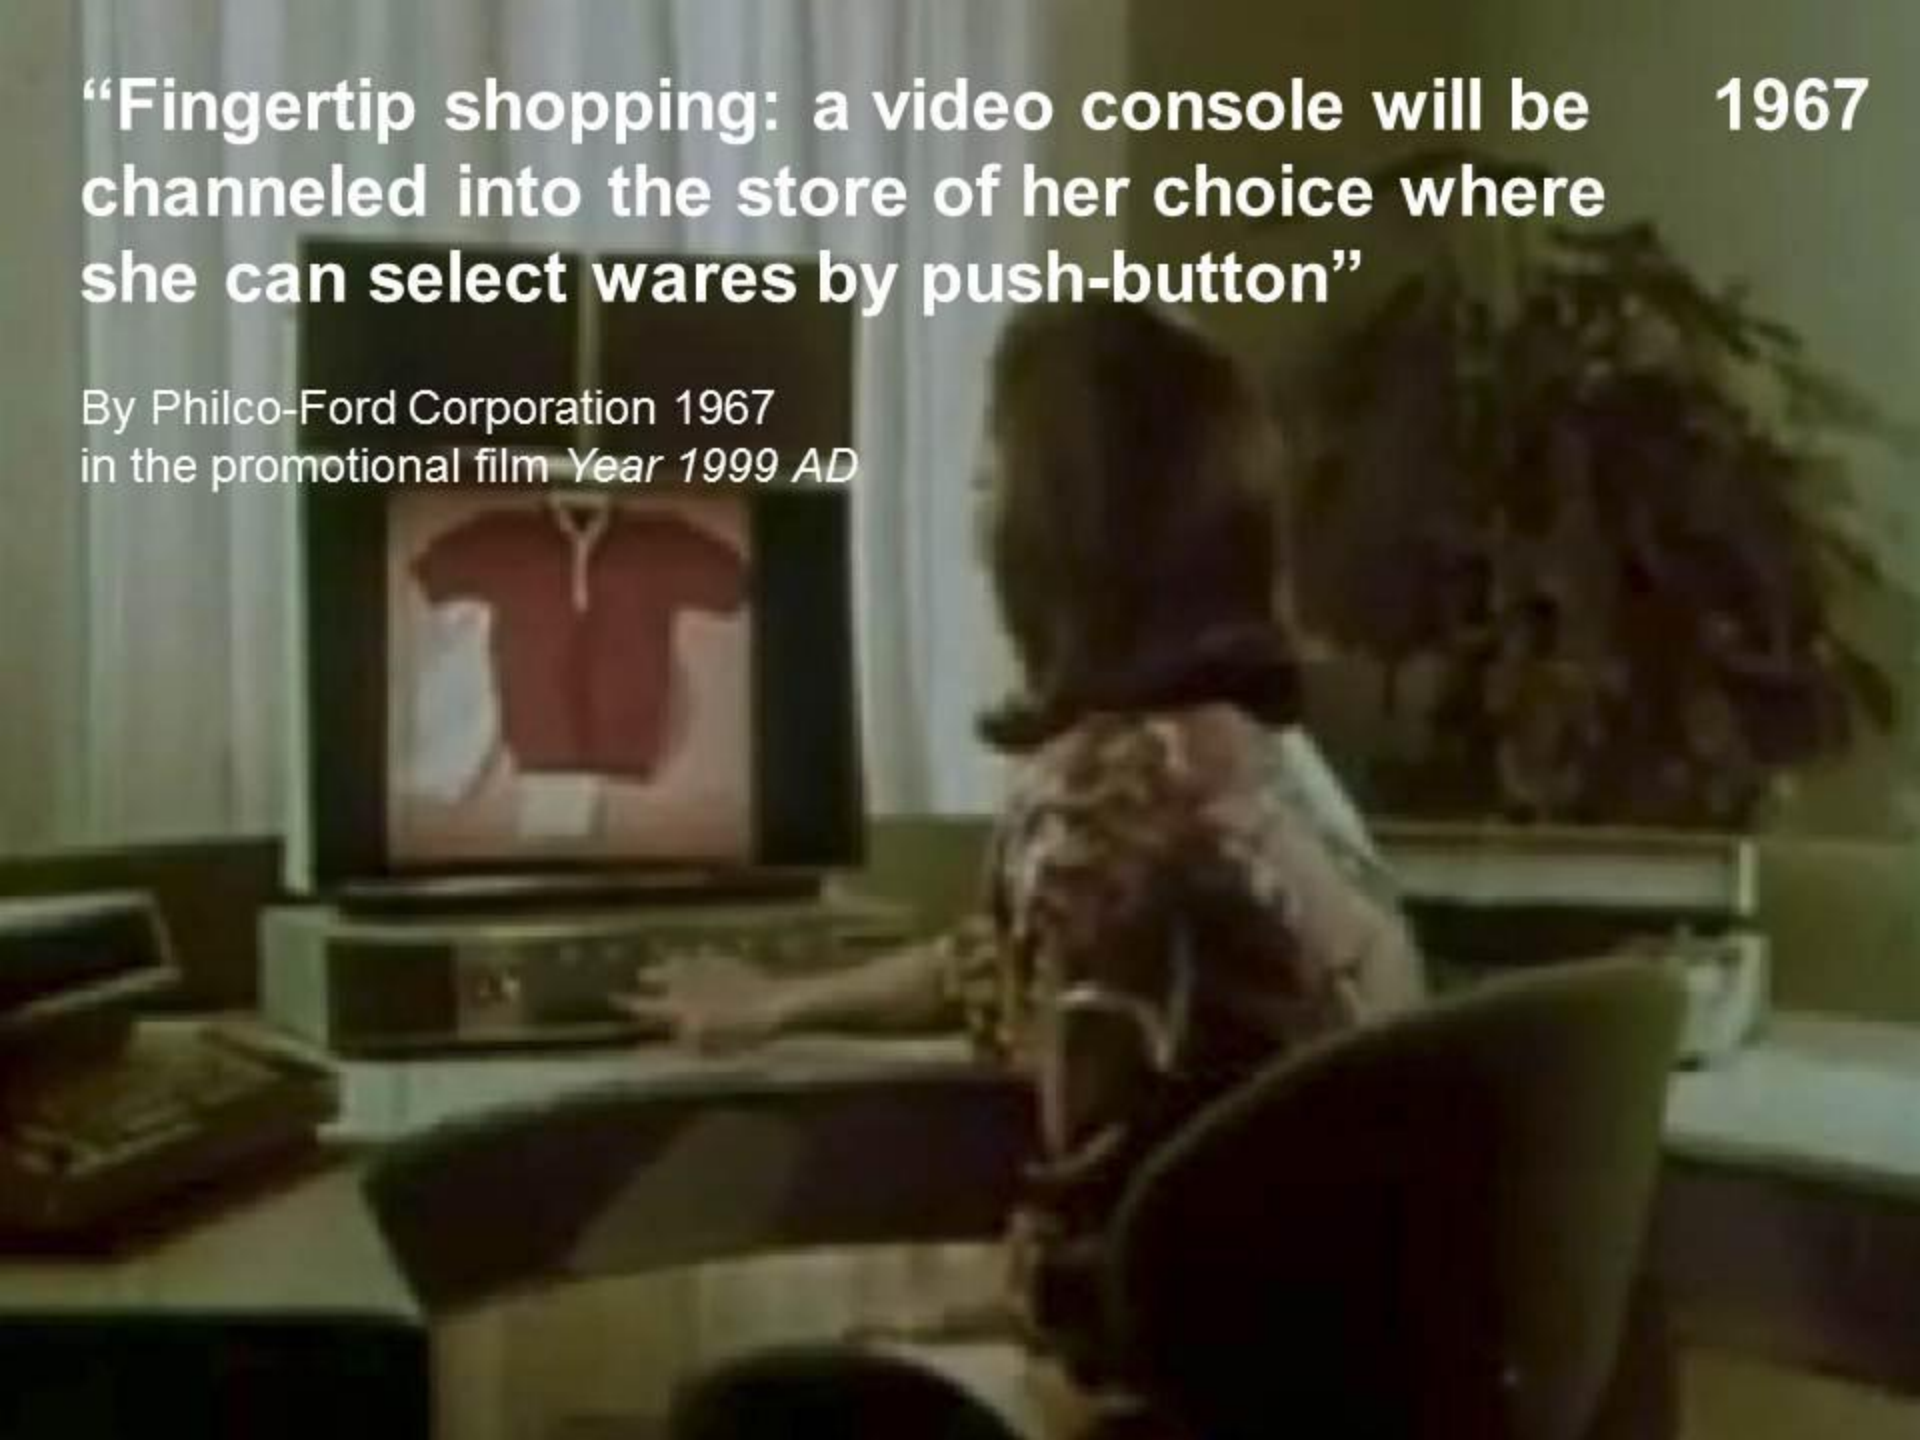 “Fingertip shopping: a video console will be
1967
channeled into the store of her choice where
she can select wares by push-button”
By Philco-Ford Corporation 1967
in the promotional film Year 1999 AD